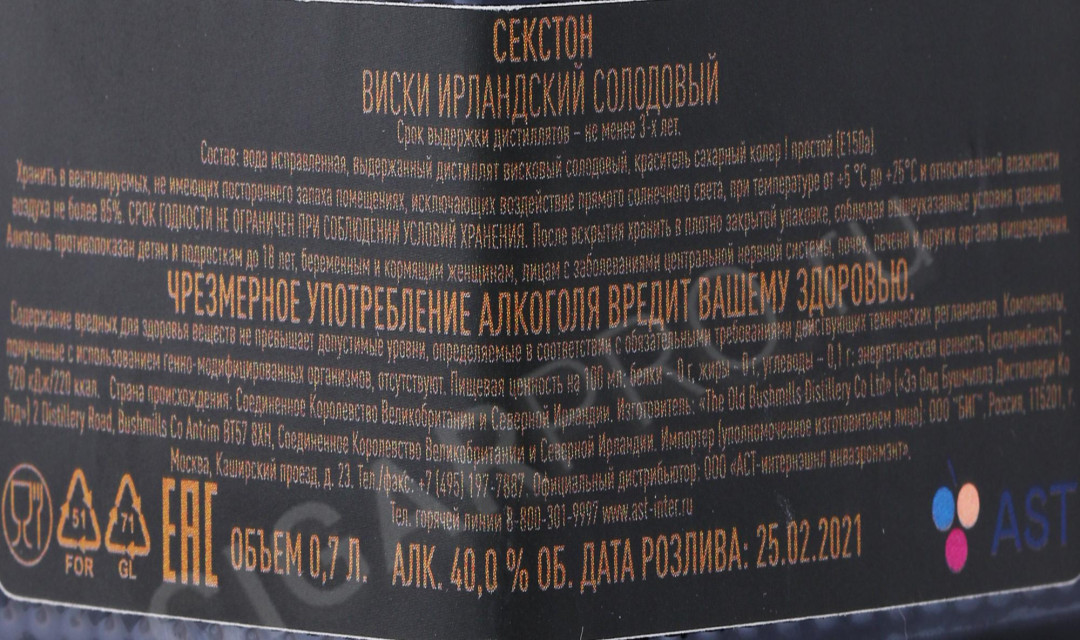 СЕКСТОН
ВИСКИ ИРЛАНДСКИЙ СОЛОДОВЫЙ
Срок выдержки дистиллятов – не менее 3-х лет.
Состав: вода исправленная, выдержанный дистиллят висковый солодовый, краситель сахарный колер I простой (Е150а)
Хранить в вентилируемых, не имеющих постороннего запаха помещениях, исключающих воздействие прямого солнечного света, при температуре от +5 °С до +25°С и относительной влажности
воздуха не более 85%. СРОК ГОДНОСТИ НЕ ОГРАНИЧЕН ПРИ СОБЛЮДЕНИИ УСЛОВИЙ ХРАНЕНИЯ. После вскрытия хранить в плотно закрытой упаковке, соблюдая вышеуказанные условия хранения.
Алкоголь противопоказан детям и подросткам до 18 лет, беременным и кормящим женщинам, лицам с заболеваниями центральной нервной системы, почек, печени и других органов пищеварения.
ЧРЕЗМЕРНОЕ УПОТРЕБЛЕНИЕ АЛКОГОЛЯ ВРЕДИТ ВАШЕМУ ЗДОРОВЬЮ.
Содержание вредных для здоровья веществ не превышает допустимые уровни, определяемые в соответствии с обязательными требованиями действующих технических регламентов. Компоненты,
полученные с использованием генно-модифицированных организмов, отсутствуют. Пищевая ценность на 100 мл: белки – 0 г, жиры – 0 г, углеводы – 0,1 г; энергетическая ценность (калорийность) –
920 кДж/220 ккал. Страна происхождения: Соединенное Королевство Великобритании и Северной Ирландии. Изготовитель: «The Old Bushmills Distillery Co Ltd» («Зэ Олд Бушмиллз Дистиллери Ко
Лтд») 2 Distillery Road, Bushmills Co Antrim BT57 8XH, Соединенное Королевство Великобритании и Северной Ирландии. Импортер (уполномоченное изготовителем лицо): ООО "БИГ", Россия, 115201, г.
Москва, Каширский проезд, д. 23. Тел./факс: +7 (495) 197-7887. Официальный дистрибьютор: ООО «АСТ-интернэшнл инваэронмэнт»,
Тел. горячей линии 8-800-301-9997 www.ast-inter.ru
51
FOR
71
GL
ЕАС
ОБЪЕМ 0,7 Л. АЛК. 40,0 % ОБ. ДАТА РОЗЛИВА: 25.02.2021
AST
CIGARPRO.ru